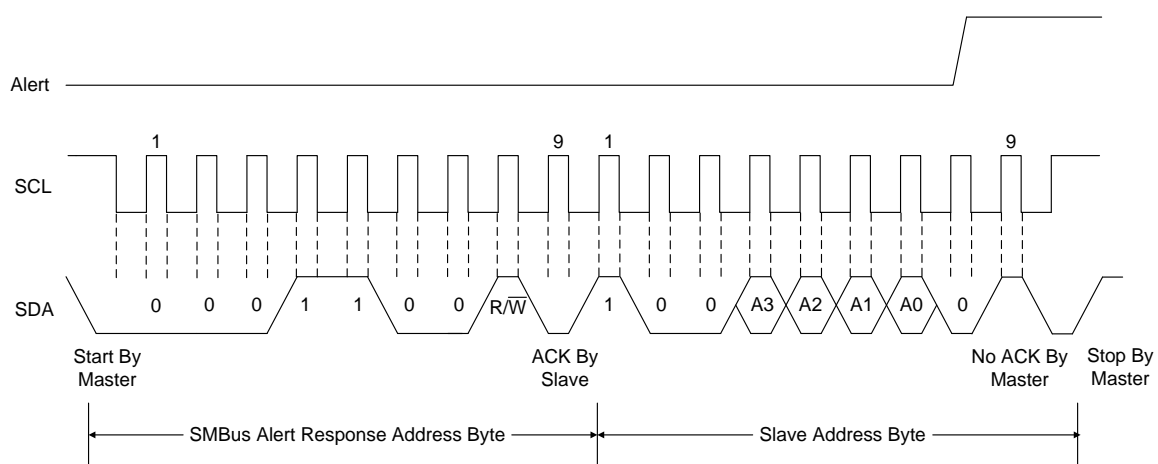 Alert
1 9 1 9
SCL
SDA
0 0 0 1 1 0 0 R/W̅ 1 0 0 A3 A2 A1 A0 0
Start By
Master
ACK By
Slave
No ACK By
Master
Stop By
Master
SMBus Alert Response Address Byte
Slave Address Byte